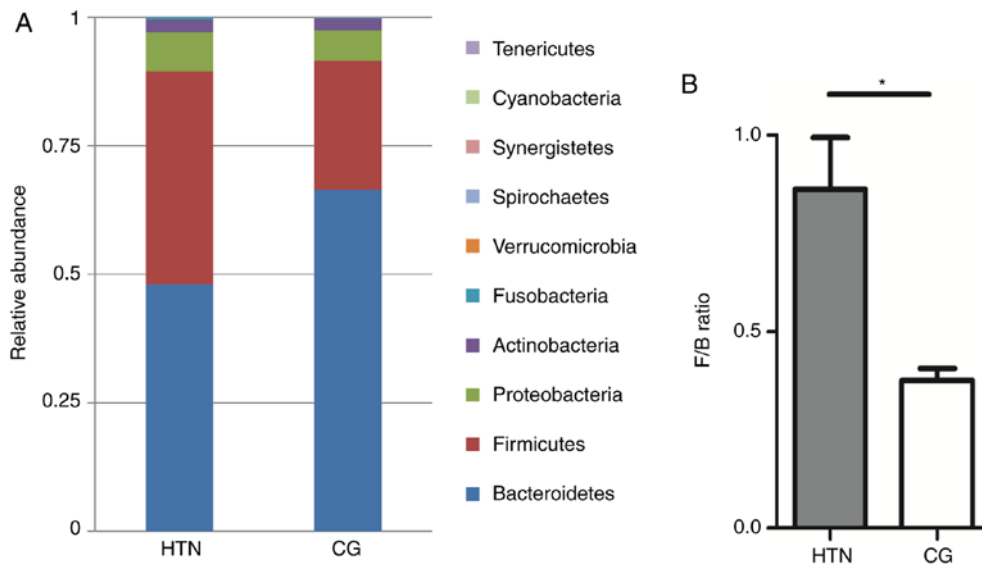 A
Relative abundance
1
0.75
0.5
0.25
0
HTN
CG
Tenericutes
Cyanobacteria
Synergistetes
Spirochaetes
Verrucomicrobia
Fusobacteria
Actinobacteria
Proteobacteria
Firmicutes
Bacteroidetes
B
*
F/B ratio
1.0
0.5
0.0
HTN
CG